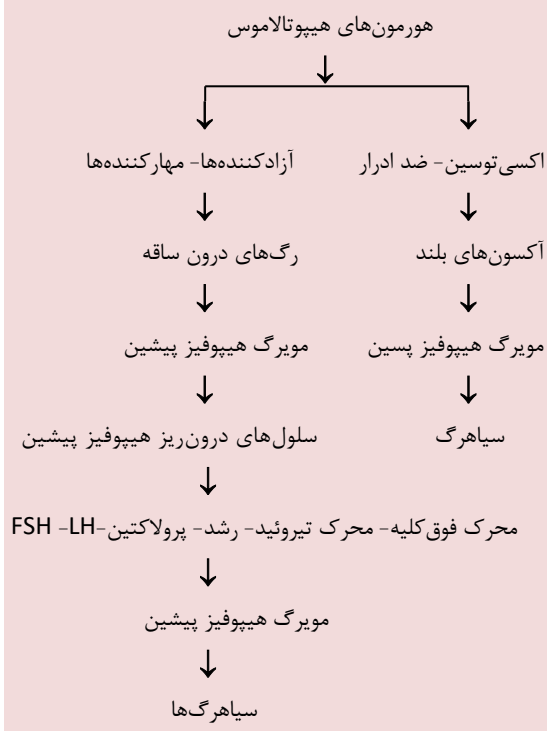 هورمون‌های هیپوتالاموس
اکسی‌توسین- ضد ادرار
آزادکننده‌ها- مهارکننده‌ها
آکسون‌های بلند
رگ‌های درون ساقه
مویرگ هیپوفیز پسین
مویرگ هیپوفیز پیشین
سیاهرگ
سلول‌های درون‌ریز هیپوفیز پیشین
محرک فوق‌کلیه- محرک تیروئید- رشد- پرولاکتین-LH- FSH
مویرگ هیپوفیز پیشین
سیاهرگ‌ها